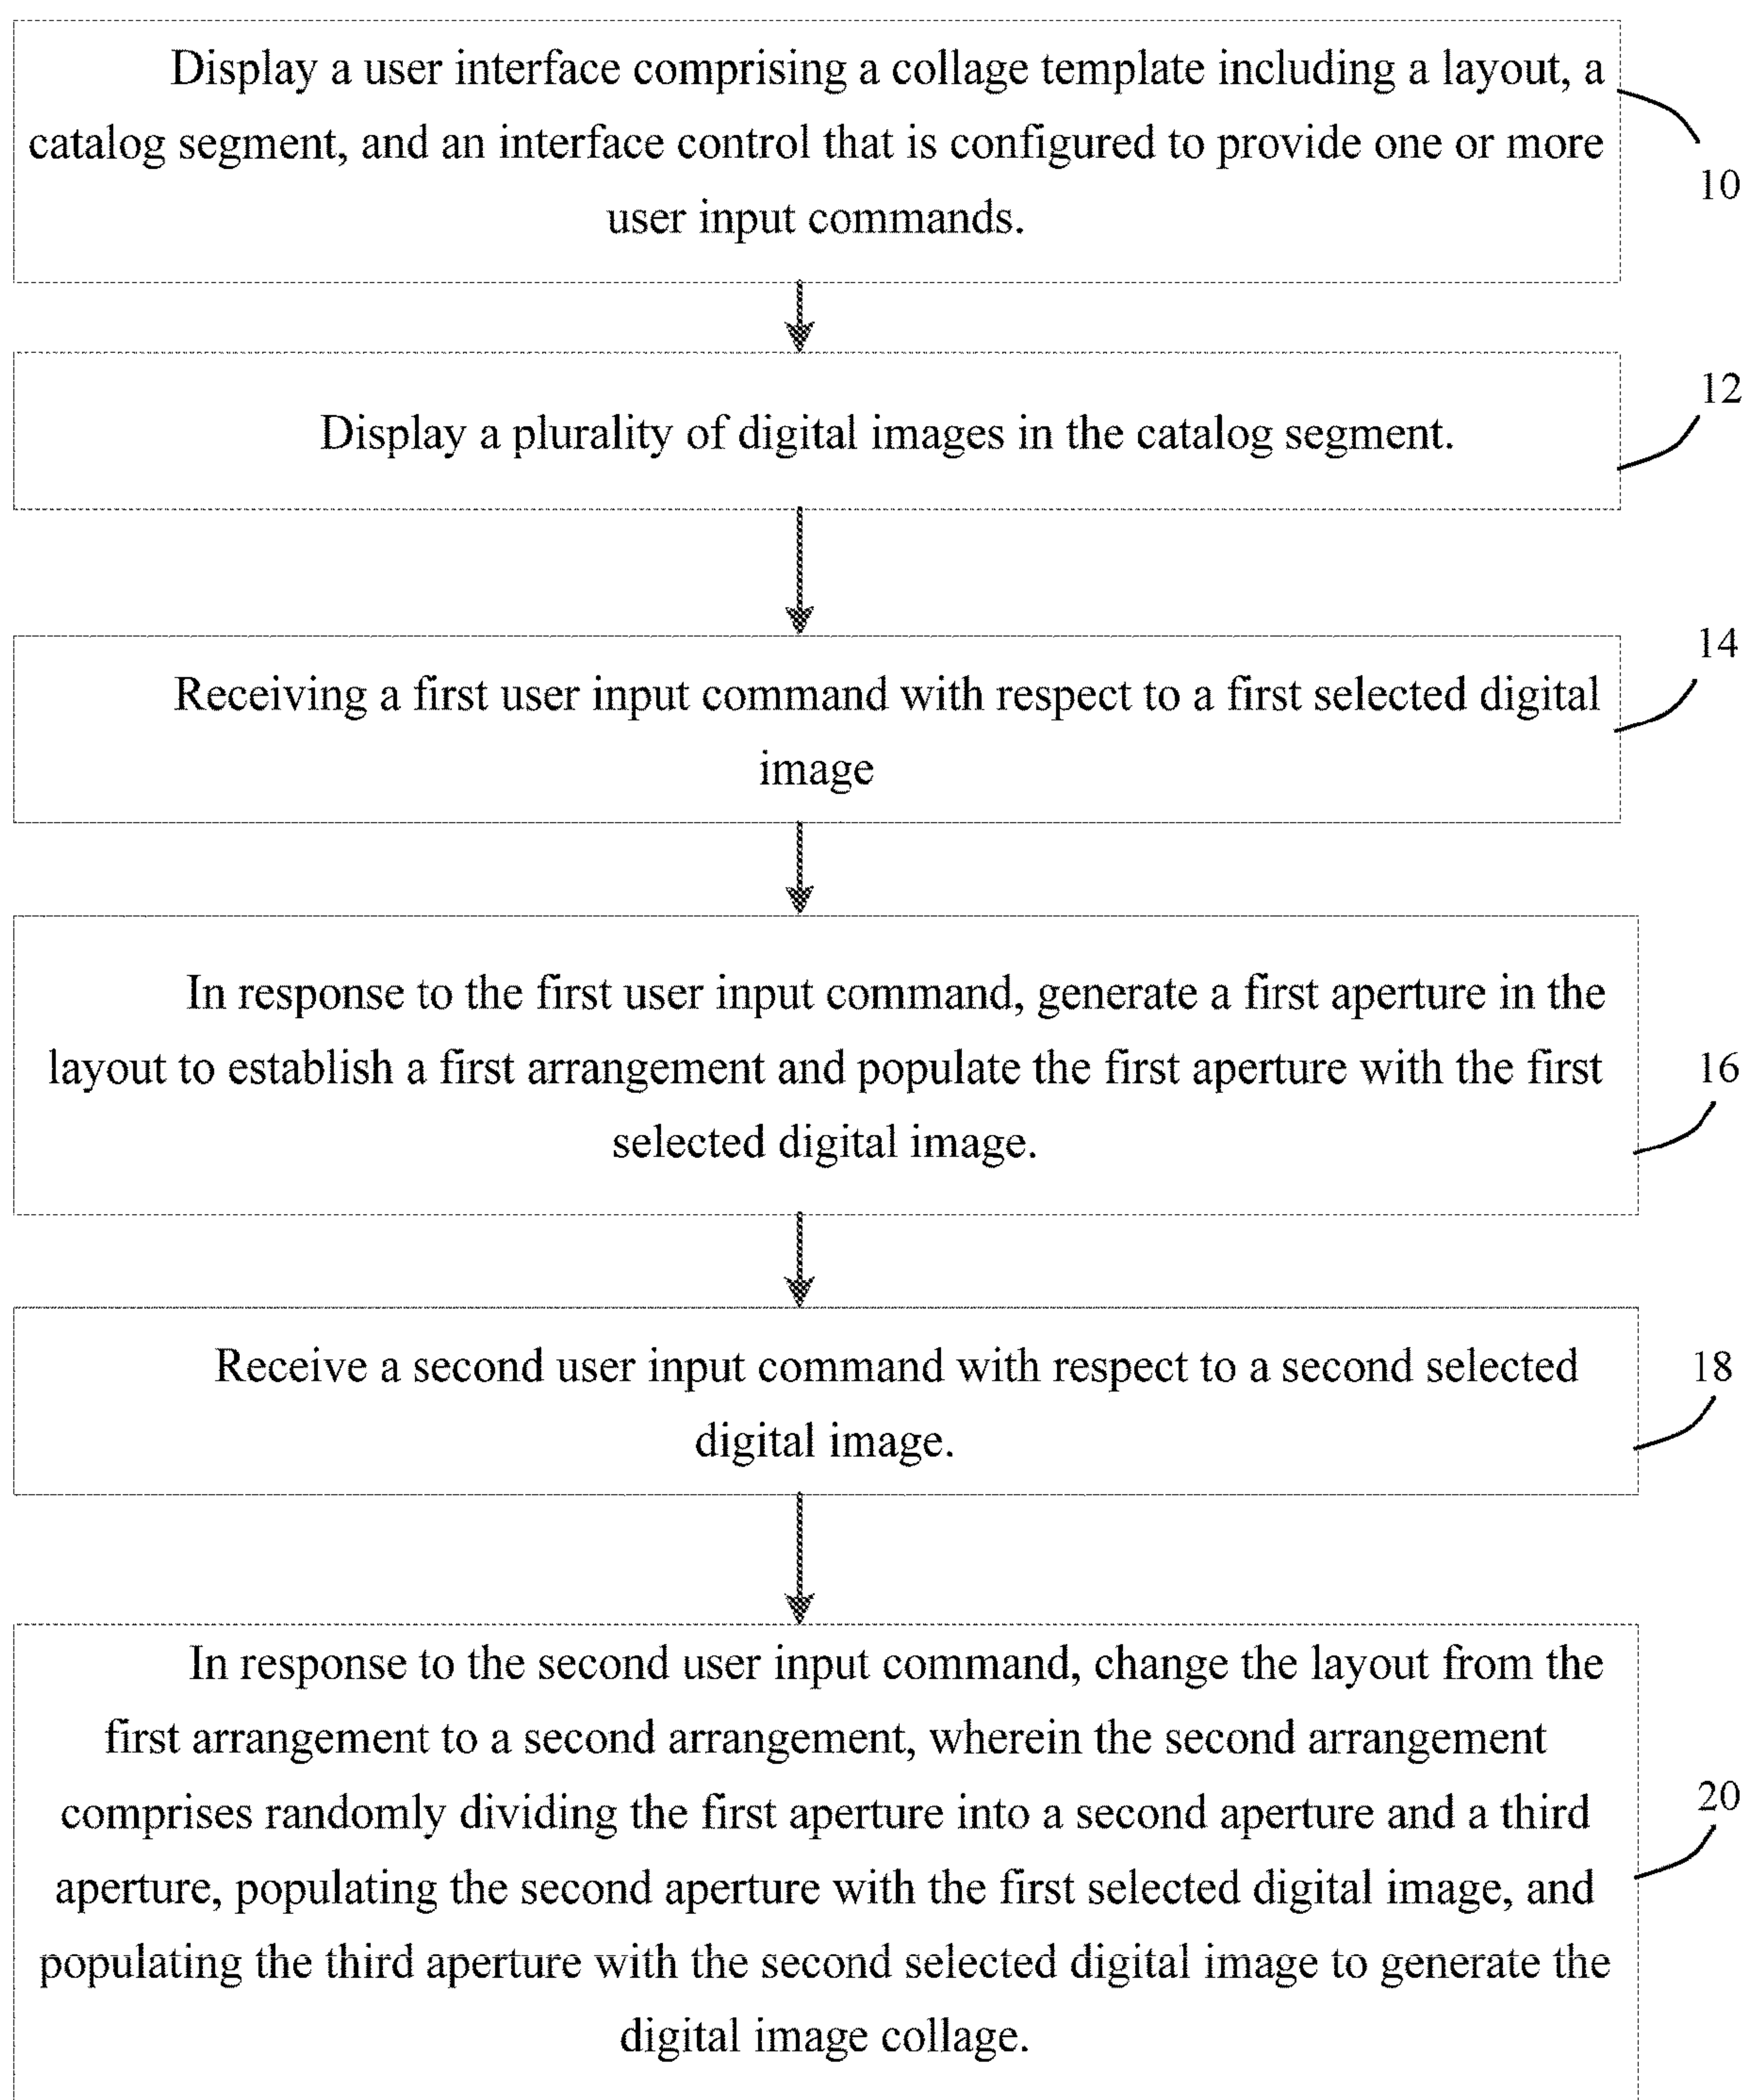 Display a user interface comprising a collage template including a layout, a
catalog segment, and an interface control that is configured to provide one or more
user input commands.
10
Display a plurality of digital images in the catalog segment.
12
Receiving a first user input command with respect to a first selected digital
image
14
In response to the first user input command, generate a first aperture in the
layout to establish a first arrangement and populate the first aperture with the first
selected digital image.
16
Receive a second user input command with respect to a second selected
digital image.
18
In response to the second user input command, change the layout from the
first arrangement to a second arrangement, wherein the second arrangement
comprises randomly dividing the first aperture into a second aperture and a third
aperture, populating the second aperture with the first selected digital image, and
populating the third aperture with the second selected digital image to generate the
digital image collage.
20